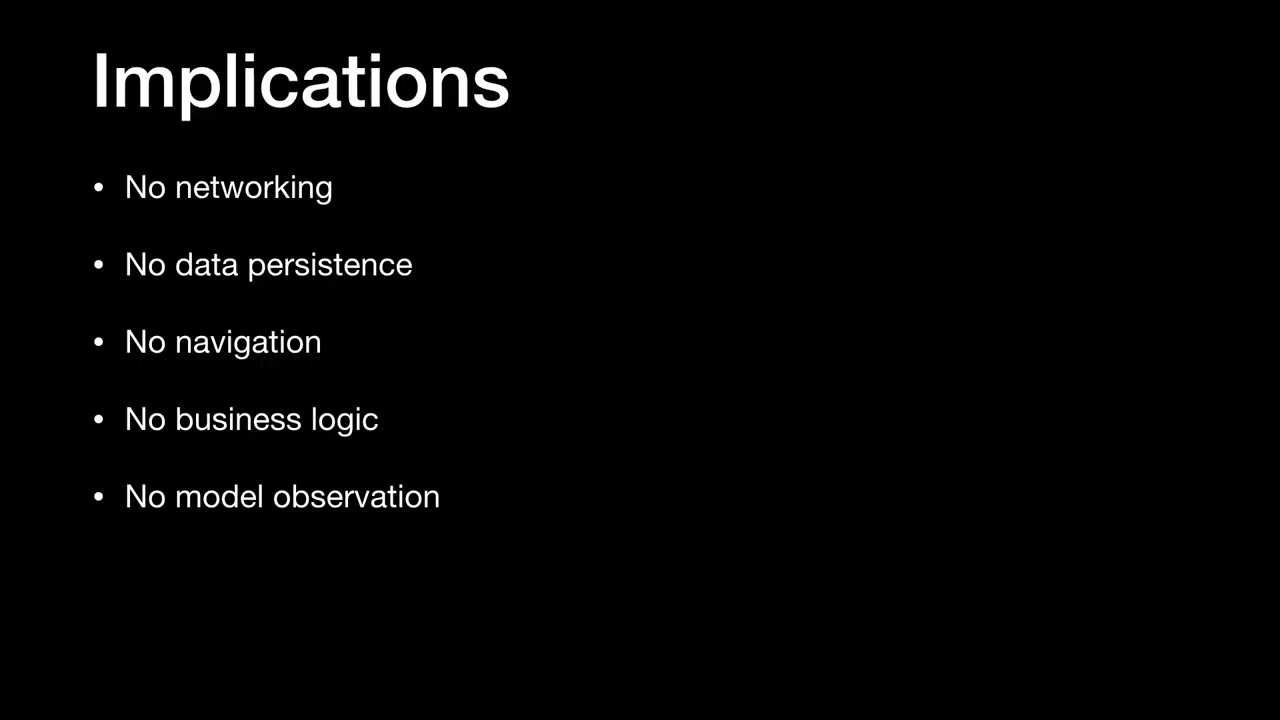 Implications
• No networking
• No data persistence
• No navigation
• No business logic
• No model observation